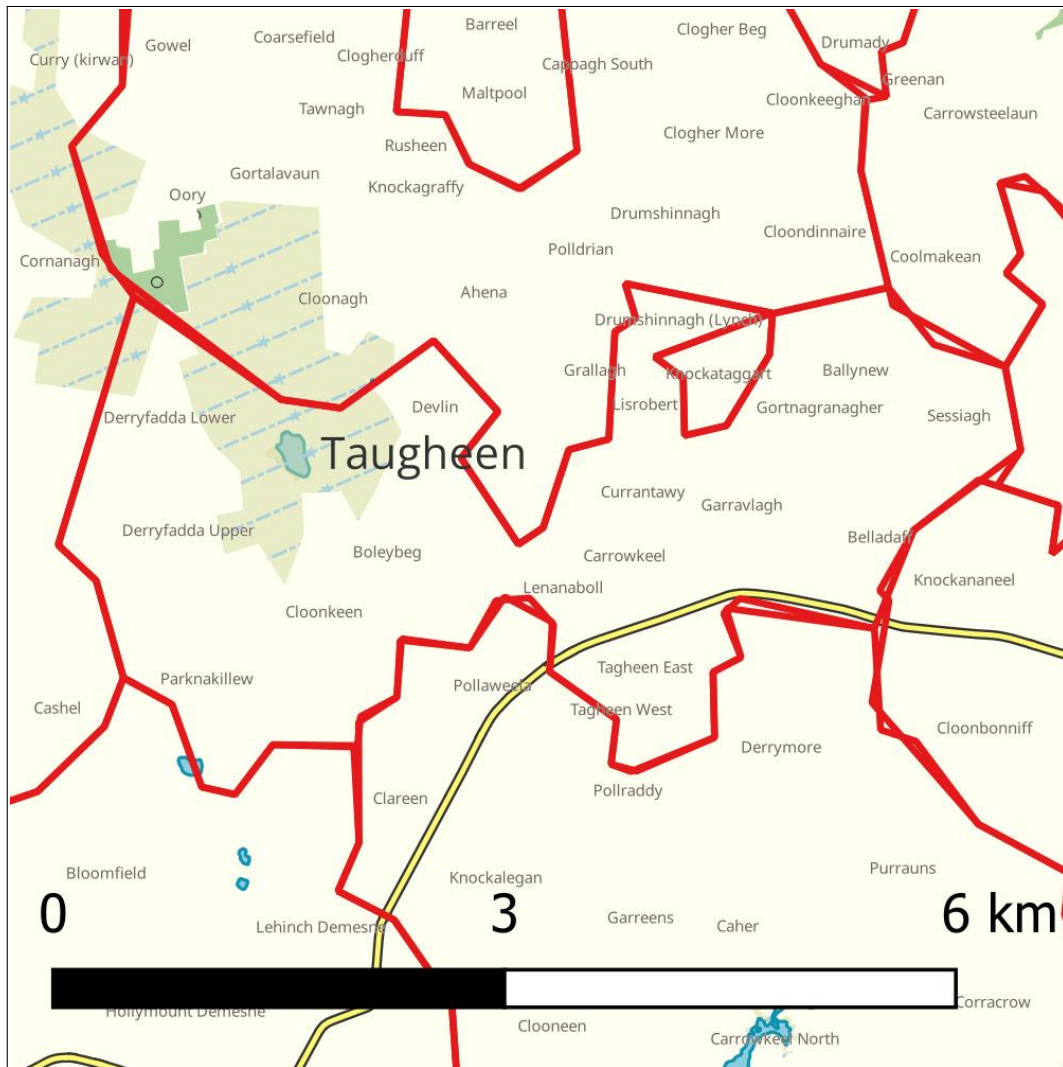 Barreel
Clogher Beg
Gowel
Coarsefield
Drumady
Curry (kirwan)
Clogherduff
Cappagh South
Greenan
Maltpool
Cloonkeeghan
Tawnagh
Carrowsteelaun
Clogher More
Rusheen
Gortalavaun
Knockagraffy
Oory
Drumshinnagh
Cloondinnaire
Polldrian
Coolmakean
Cornanagh
Ahena
Cloonagh
Drumshinnagh (Lynch)
Grallagh
Knockataggart
Ballynew
Devlin
Lisrobert
Gortnagranagher
Derryfadda Lower
Sessiagh
Taugheen
Currantawy
Garravlagh
Derryfadda Upper
Belladaff
Boleybeg
Carrowkeel
Knockananeel
Lenanaboll
Cloonkeen
Tagheen East
Parknakillew
Pollaweela
Cashel
Tagheen West
Cloonbonniff
Derrymore
Pollraddy
Clareen
Purrauns
Bloomfield
Knockalegan
0 3 6 km
Garreens
Caher
Lehinch Demesne
Corracrow
Hollymount Demesne
Clooneen
Carrowkeel North